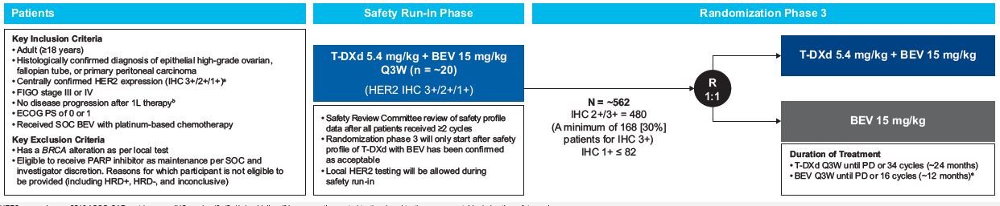 Patients
Key Inclusion Criteria
• Adult (≥18 years)
• Histologically confirmed diagnosis of epithelial high-grade ovarian,
fallopian tube, or primary peritoneal carcinoma
• Centrally confirmed HER2 expression (IHC 3+/2+/1+)ᵃ
• FIGO stage III or IV
• No disease progression after 1L therapyᵇ
• ECOG PS of 0 or 1
• Received SOC BEV with platinum-based chemotherapy
Key Exclusion Criteria
• Has a BRCA alteration as per local test
• Eligible to receive PARP inhibitor as maintenance per SOC and
investigator discretion. Reasons for which participant is not eligible to
be provided (including HRD+, HRD-, and inconclusive)
Safety Run-In Phase
T-DXd 5.4 mg/kg + BEV 15 mg/kg
Q3W (n = ~20)
(HER2 IHC 3+/2+/1+)
• Safety Review Committee review of safety profile
data after all patients received ≥2 cycles
• Randomization phase 3 will only start after safety
profile of T-DXd with BEV has been confirmed
as acceptable
• Local HER2 testing will be allowed during
safety run-in
Randomization Phase 3
N = ~562
IHC 2+/3+ = 480
(A minimum of 168 [30%]
patients for IHC 3+)
IHC 1+ ≤ 82
R
1:1
T-DXd 5.4 mg/kg + BEV 15 mg/kg
BEV 15 mg/kg
Duration of Treatment
• T-DXd Q3W until PD or 34 cycles (~24 months)
• BEV Q3W until PD or 16 cycles (~12 months)ᵉ